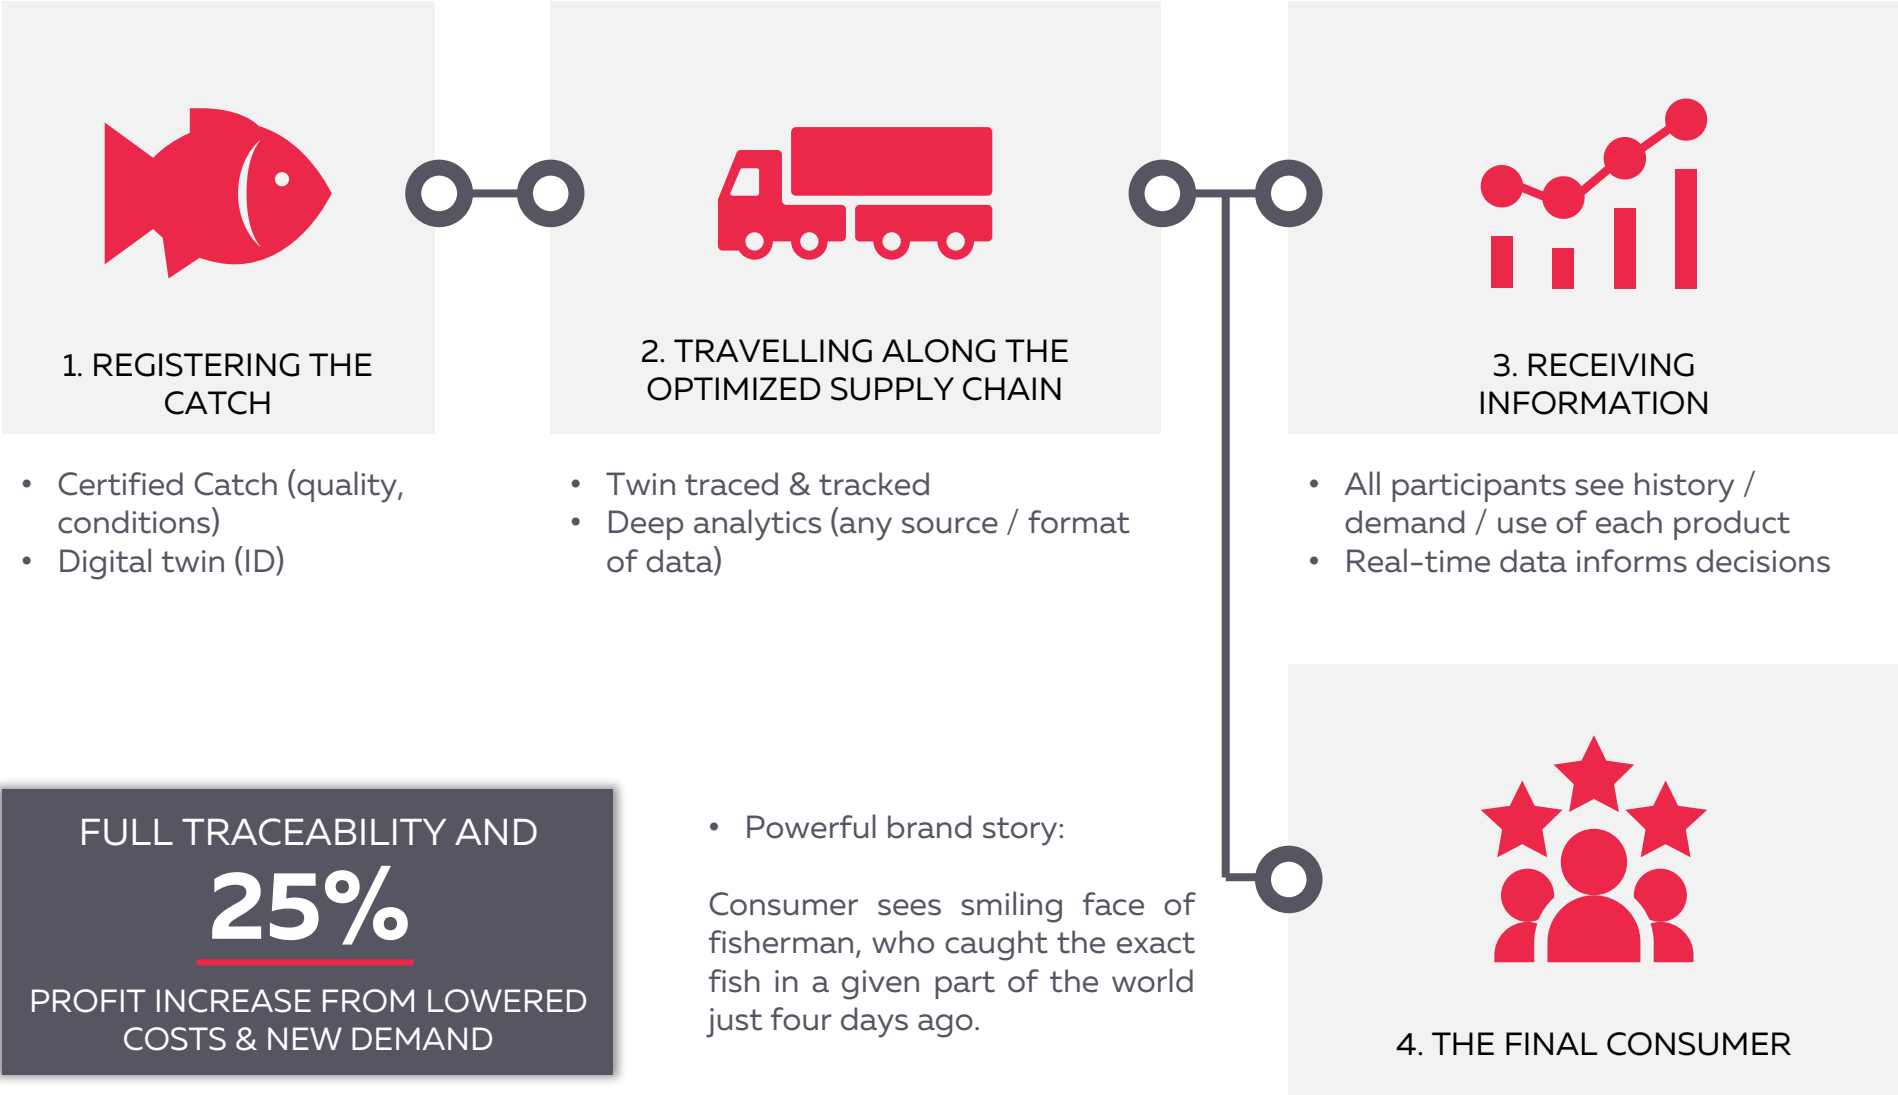 1. REGISTERING THE
CATCH
• Certified Catch (quality,
conditions)
• Digital twin (ID)
2. TRAVELLING ALONG THE
OPTIMIZED SUPPLY CHAIN
• Twin traced & tracked
• Deep analytics (any source / format
of data)
3. RECEIVING
INFORMATION
• All participants see history /
demand / use of each product
• Real-time data informs decisions
FULL TRACEABILITY AND
25%
PROFIT INCREASE FROM LOWERED
COSTS & NEW DEMAND
• Powerful brand story:
Consumer sees smiling face of
fisherman, who caught the exact
fish in a given part of the world
just four days ago.
4. THE FINAL CONSUMER